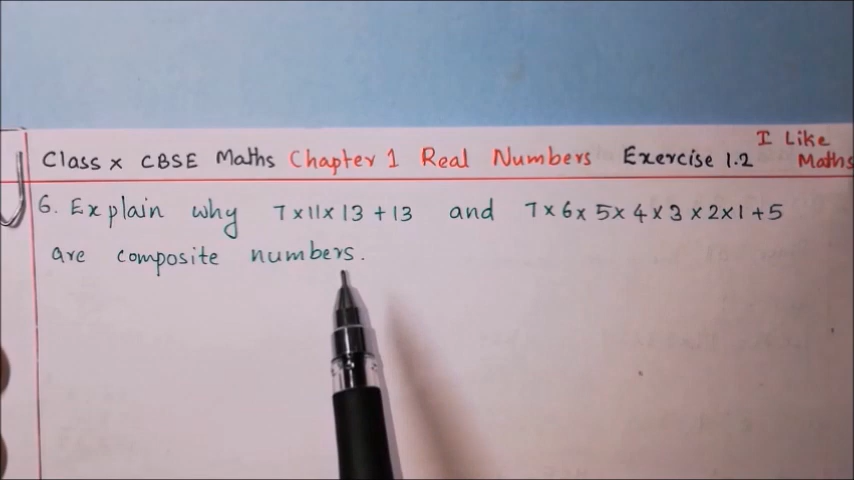 I Like
Class x CBSE Maths Chapter 1 Real Numbers Exercise 1.2 Maths
6. Explain why 7x11x13+13 and 7x6x5x4x3x2x1+5
are composite numbers.